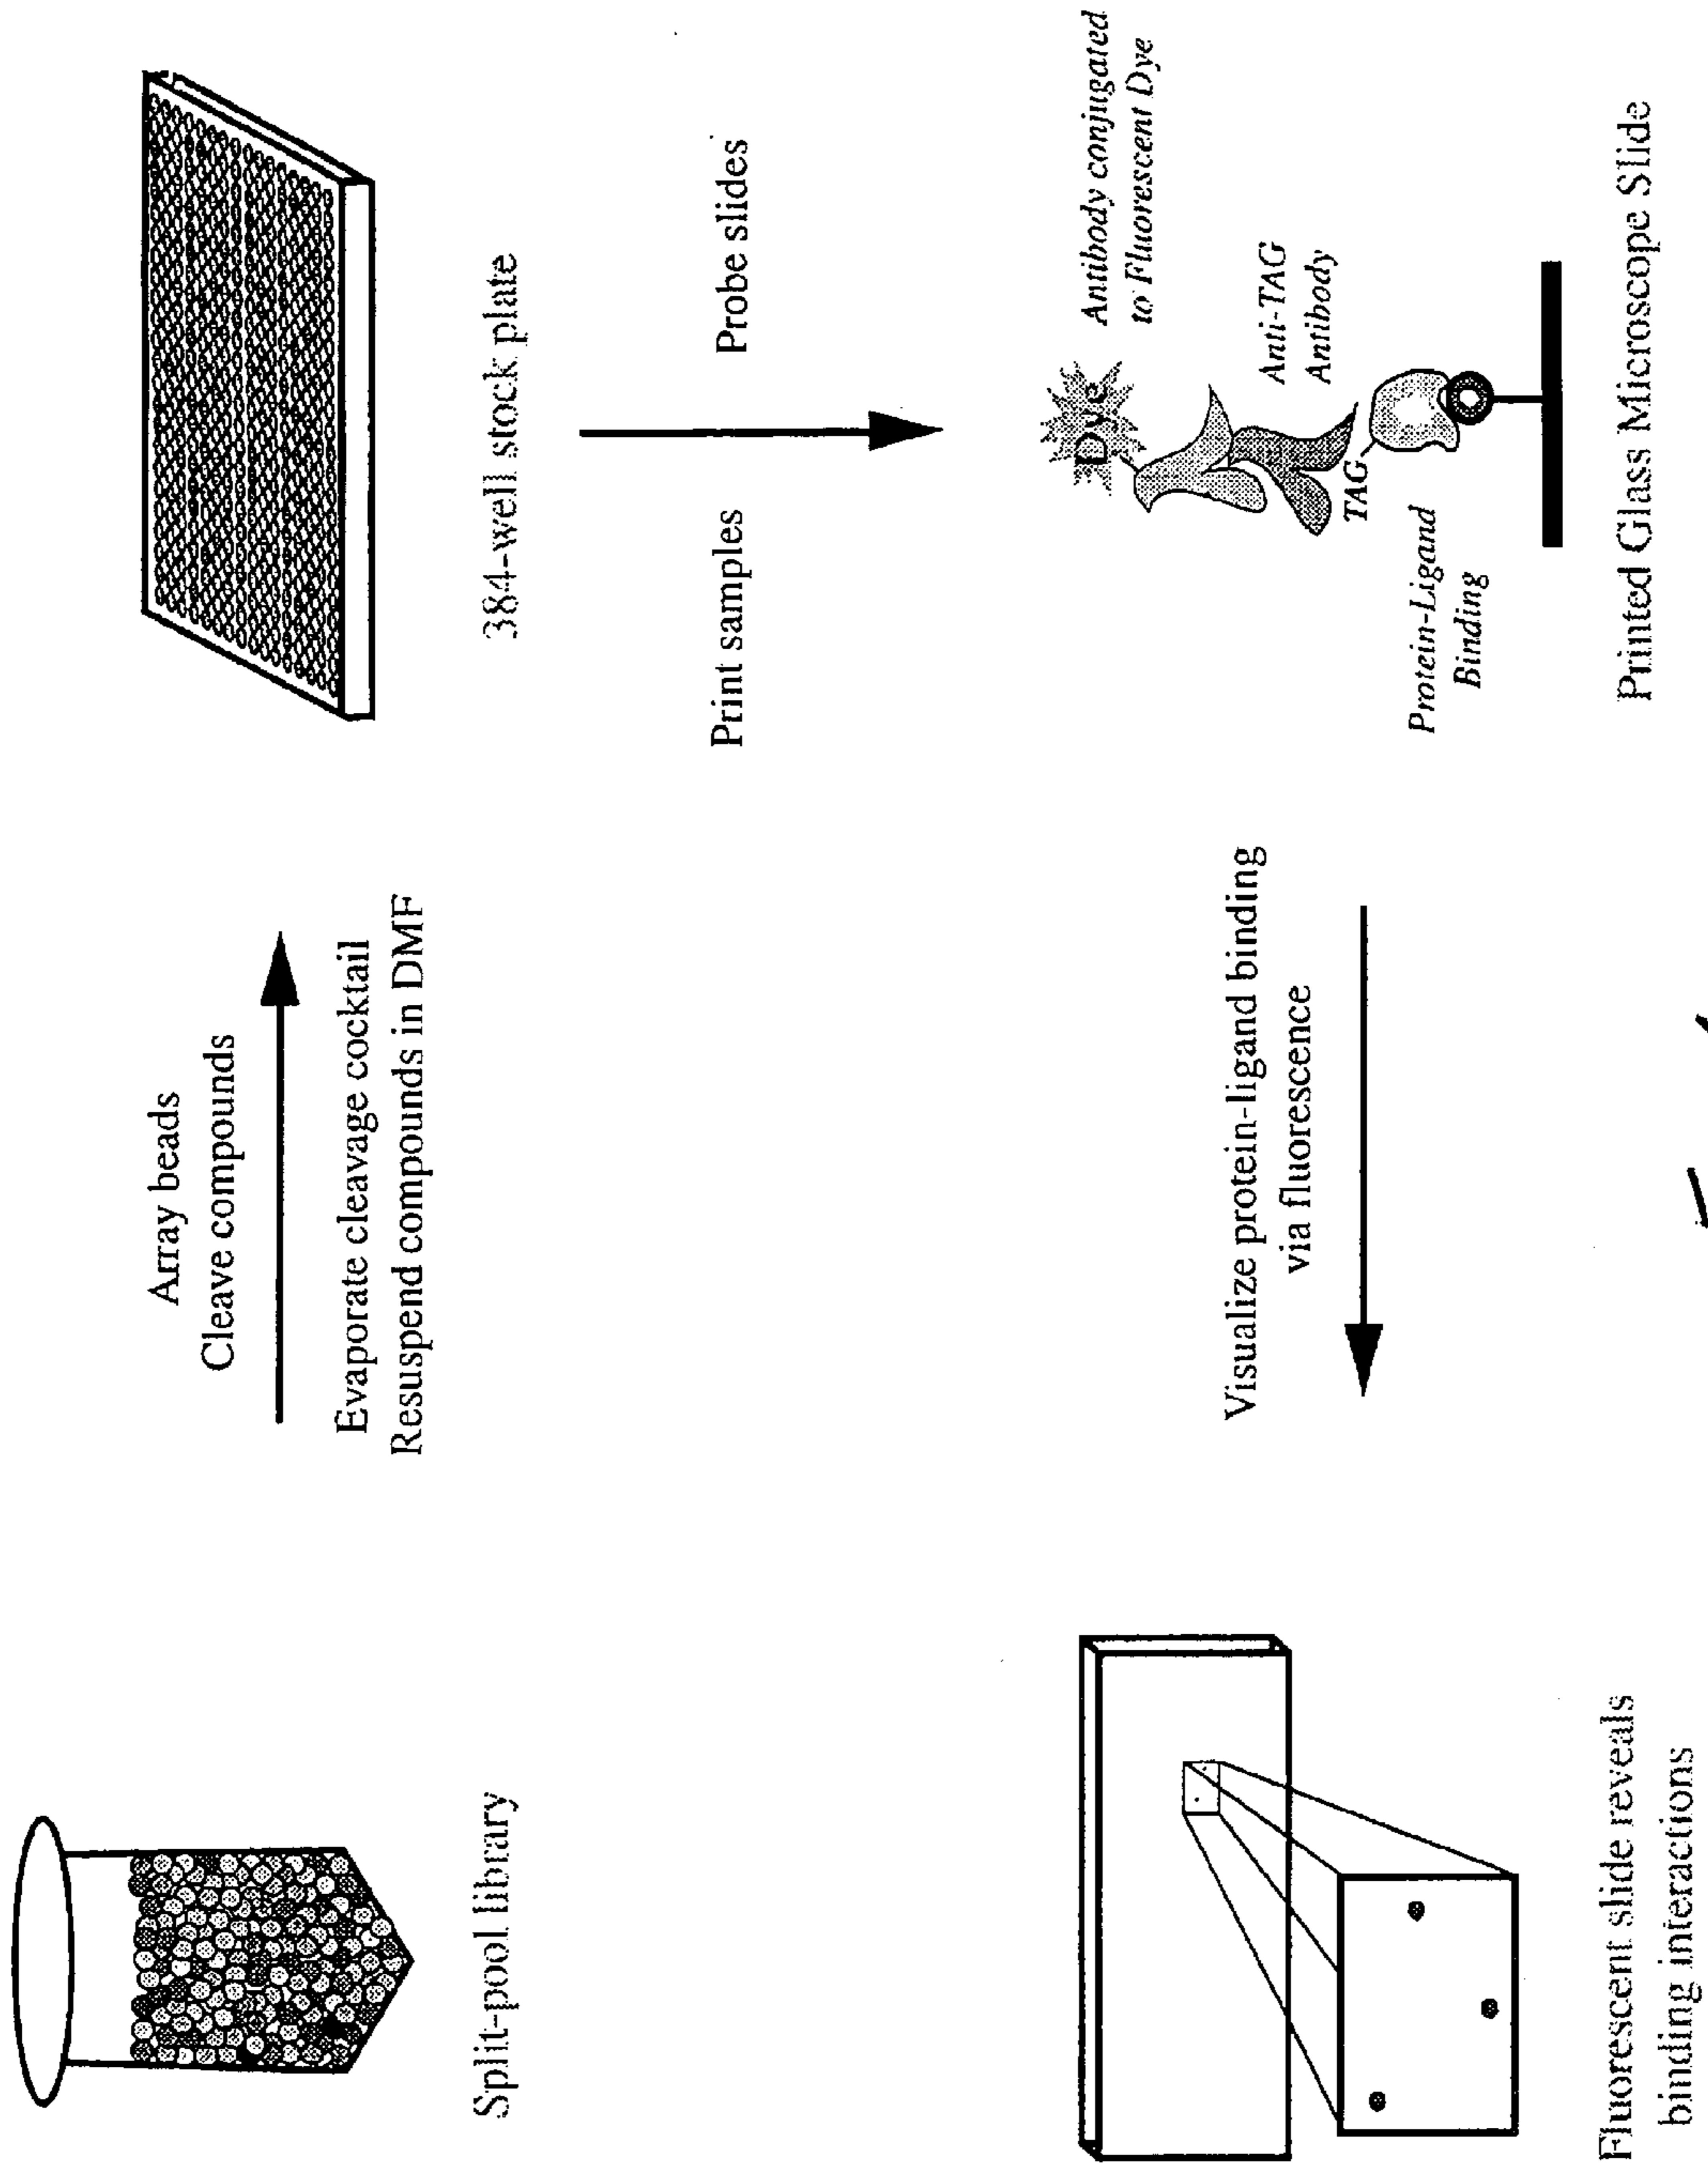 Split-pool library
Array beads
Cleave compounds
Evaporate cleavage cocktail
Resuspend compounds in DMF
384-well stock plate
Print samples
Probe slides
Antibody conjugated
to Fluorescent Dye
Dye
Anti-TAG
Antibody
TAG
Protein-Ligand
Binding
Printed Glass Microscope Slide
Visualize protein-ligand binding
via fluorescence
Fluorescent slide reveals
binding interactions